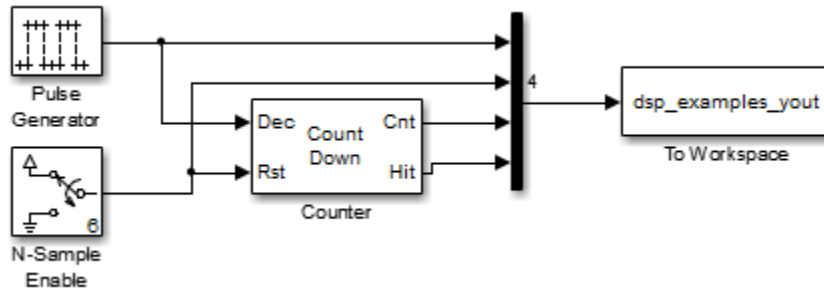 Pulse
Generator
6
N-Sample
Enable
Dec
Cnt
Count
Down
Rst
Hit
Counter
4
dsp_examples_yout
To Workspace